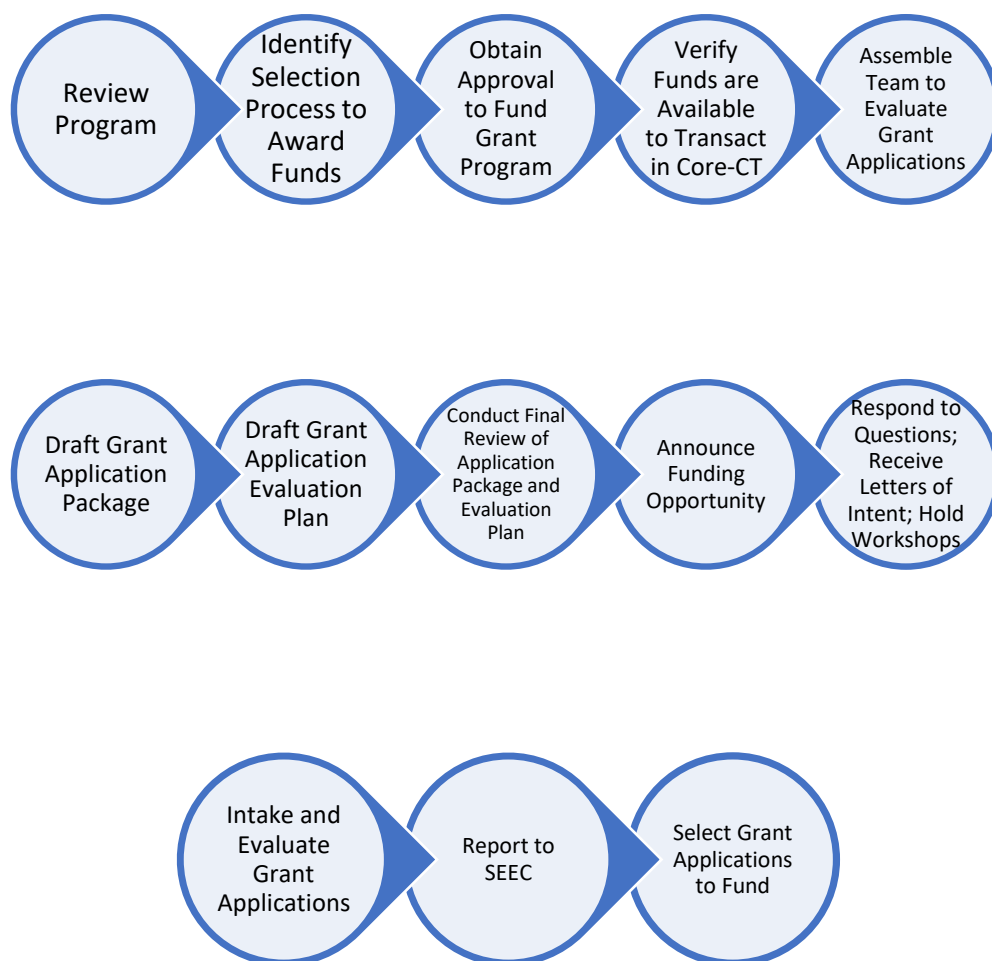 Review
Program
Identify
Selection
Process to
Award
Funds
Obtain
Approval
to Fund
Grant
Program
Verify
Funds are
Available
to Transact
in Core-CT
Assemble
Team to
Evaluate
Grant
Applications
Draft Grant
Application
Package
Draft Grant
Application
Evaluation
Plan
Conduct Final
Review of
Application
Package and
Evaluation
Plan
Announce
Funding
Opportunity
Respond to
Questions;
Receive
Letters of
Intent; Hold
Workshops
Intake and
Evaluate
Grant
Applications
Report to
SEEC
Select Grant
Applications
to Fund